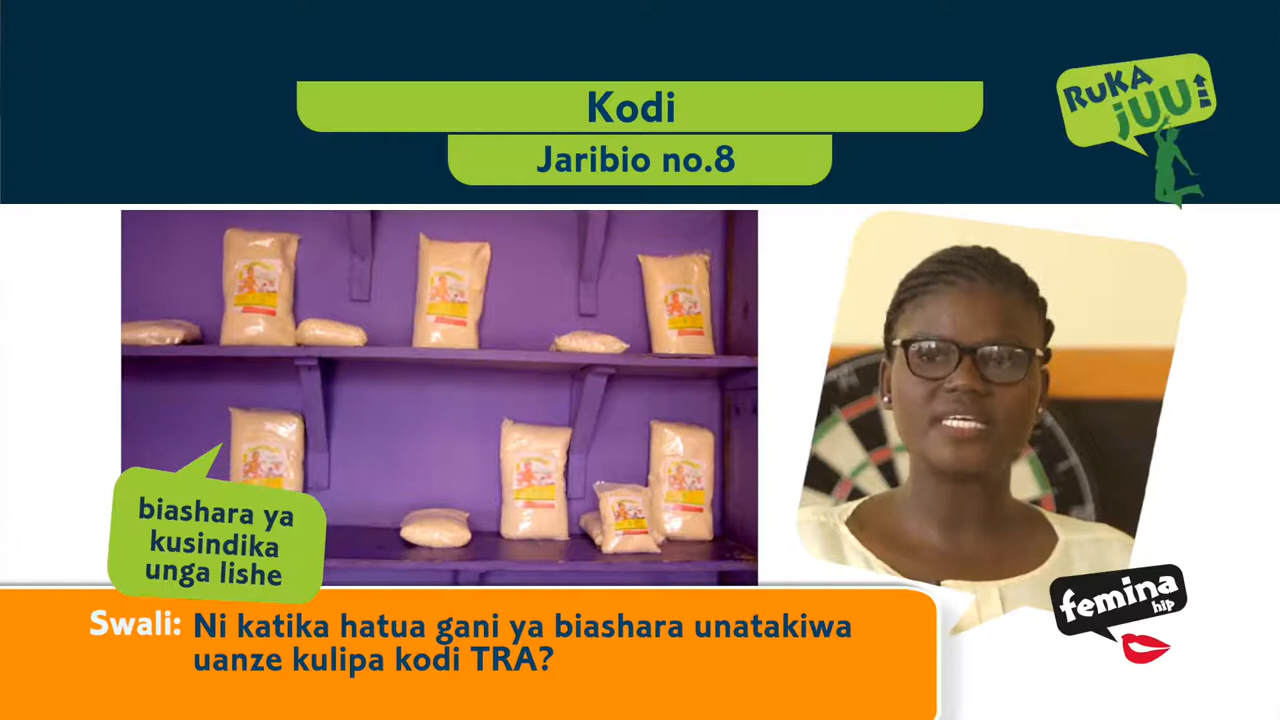 Kodi
Jaribio no.8
RUKA
jUU!
biashara ya
kusindika
unga lishe
Swali: Ni katika hatua gani ya biashara unatakiwa
uanze kulipa kodi TRA?
femina
hip